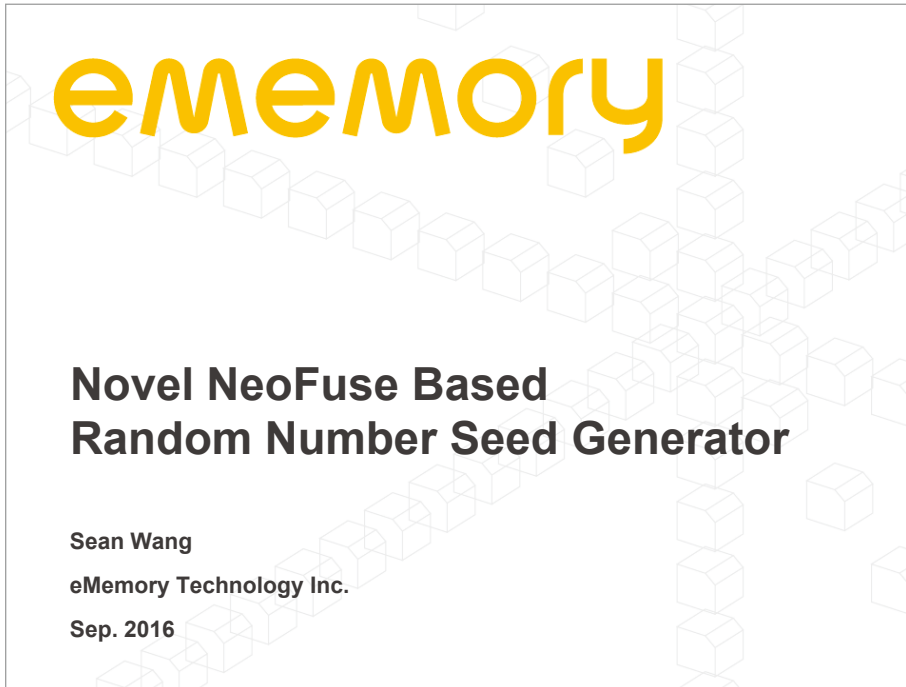 eMeMory
Novel NeoFuse Based
Random Number Seed Generator
Sean Wang
eMemory Technology Inc.
Sep. 2016